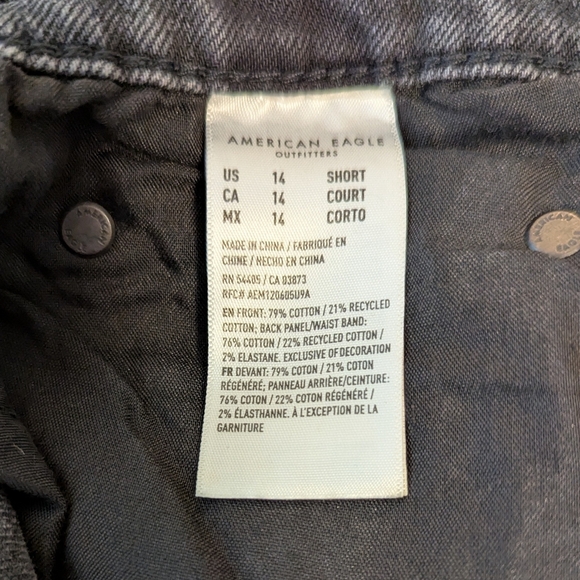 AMERICAN EAGLE
OUTFITTERS
US 14 SHORT
CA 14 COURT
MX 14 CORTO
MADE IN CHINA / FABRIQUÉ EN
CHINE / HECHO EN CHINA
RN 54485 / CA 03873
RFC# AEM120605U9A
EN FRONT: 79% COTTON / 21% RECYCLED
COTTON; BACK PANEL/WAIST BAND:
76% COTTON / 22% RECYCLED COTTON /
2% ELASTANE. EXCLUSIVE OF DECORATION
FR DEVANT: 79% COTON / 21% COTON
RÉGÉNÉRÉ; PANNEAU ARRIÈRE/CEINTURE:
76% COTON / 22% COTON RÉGÉNÉRÉ /
2% ÉLASTHANNE. À L'EXCEPTION DE LA
GARNITURE
AMERICAN
AMERICAN
EAGLE